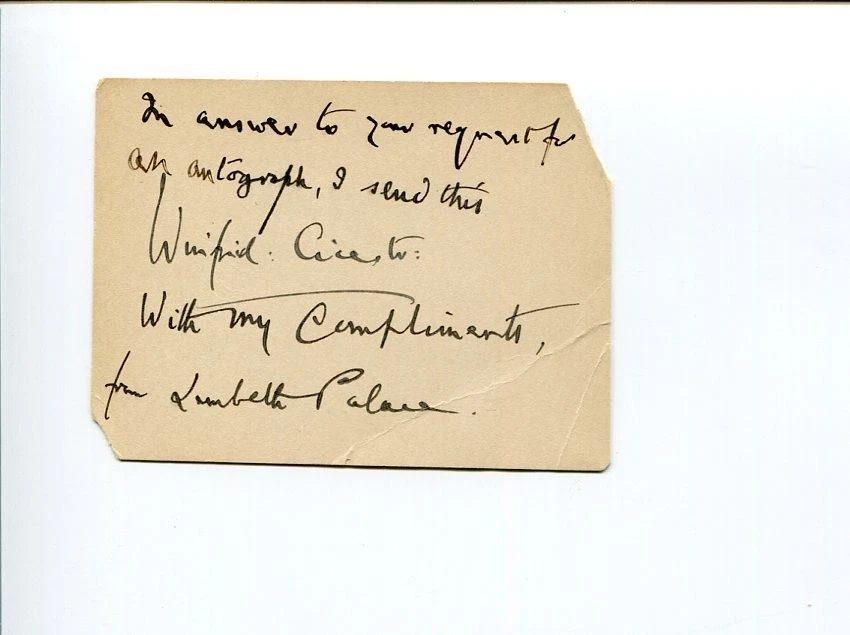 In answer to your request for
an autograph, I send this
Winfrid: Cicestr:
With my Compliments,
from Lambeth Palace.